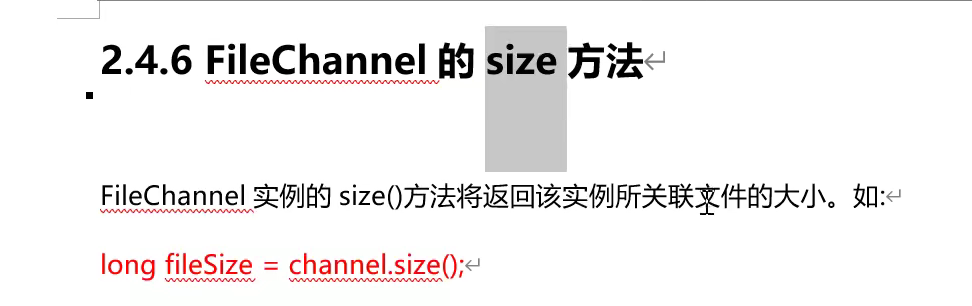 2.4.6 FileChannel 的 size 方法
FileChannel 实例的 size()方法将返回该实例所关联文件的大小。如:
long fileSize = channel.size();